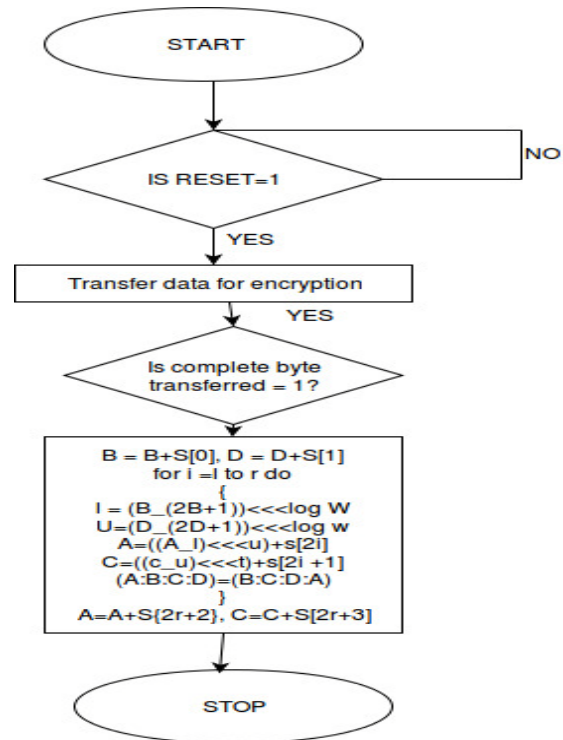 START
IS RESET=1
NO
YES
Transfer data for encryption
YES
Is complete byte
transferred = 1?
B = B+S[0], D = D+S[1]
for i =l to r do
{
l = (B_(2B+1))<<<log W
U=(D_(2D+1))<<<log w
A=((A_l)<<<u)+s[2i]
C=((c_u)<<<t)+s[2i +1]
(A:B:C:D)=(B:C:D:A)
}
A=A+S{2r+2}, C=C+S[2r+3]
STOP